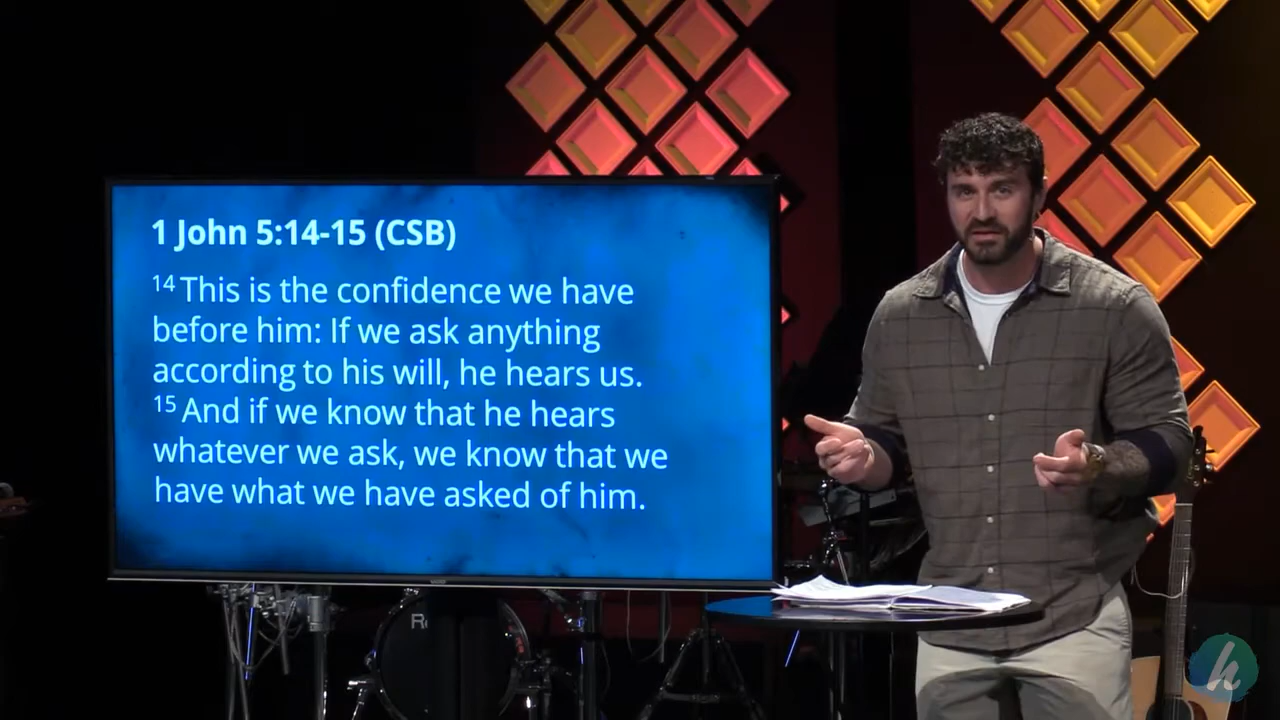 1 John 5:14-15 (CSB)
14 This is the confidence we have
before him: If we ask anything
according to his will, he hears us.
15 And if we know that he hears
whatever we ask, we know that we
have what we have asked of him.
h